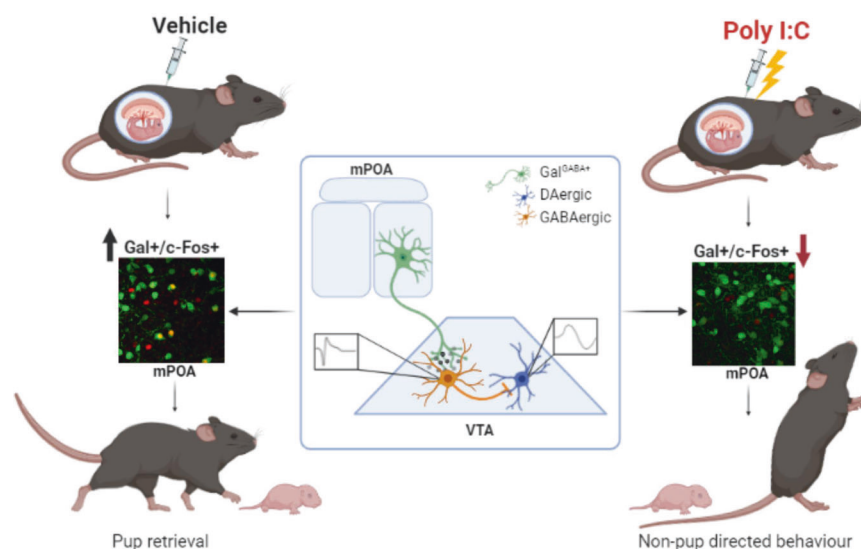 Vehicle
Poly I:C
mPOA
Gal^GABA+
DAergic
GABAergic
Gal+/c-Fos+
Gal+/c-Fos+
mPOA
mPOA
VTA
Pup retrieval
Non-pup directed behaviour